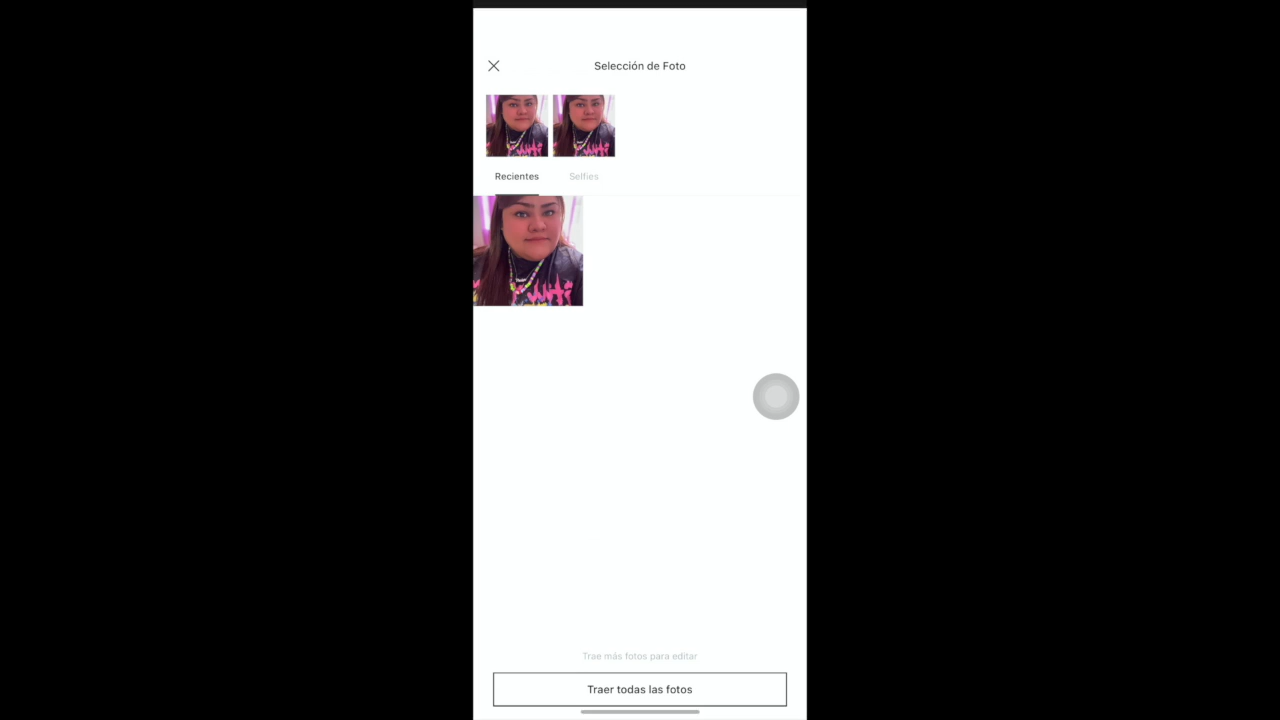 Selección de Foto
Recientes
Selfies
Trae más fotos para editar
Traer todas las fotos